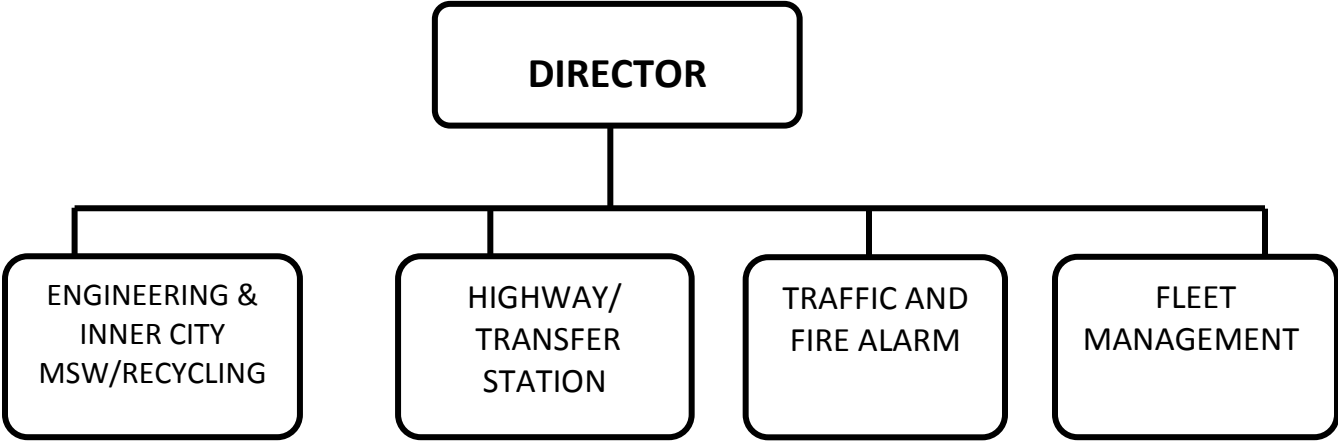 DIRECTOR
ENGINEERING &
INNER CITY
MSW/RECYCLING
HIGHWAY/
TRANSFER
STATION
TRAFFIC AND
FIRE ALARM
FLEET
MANAGEMENT